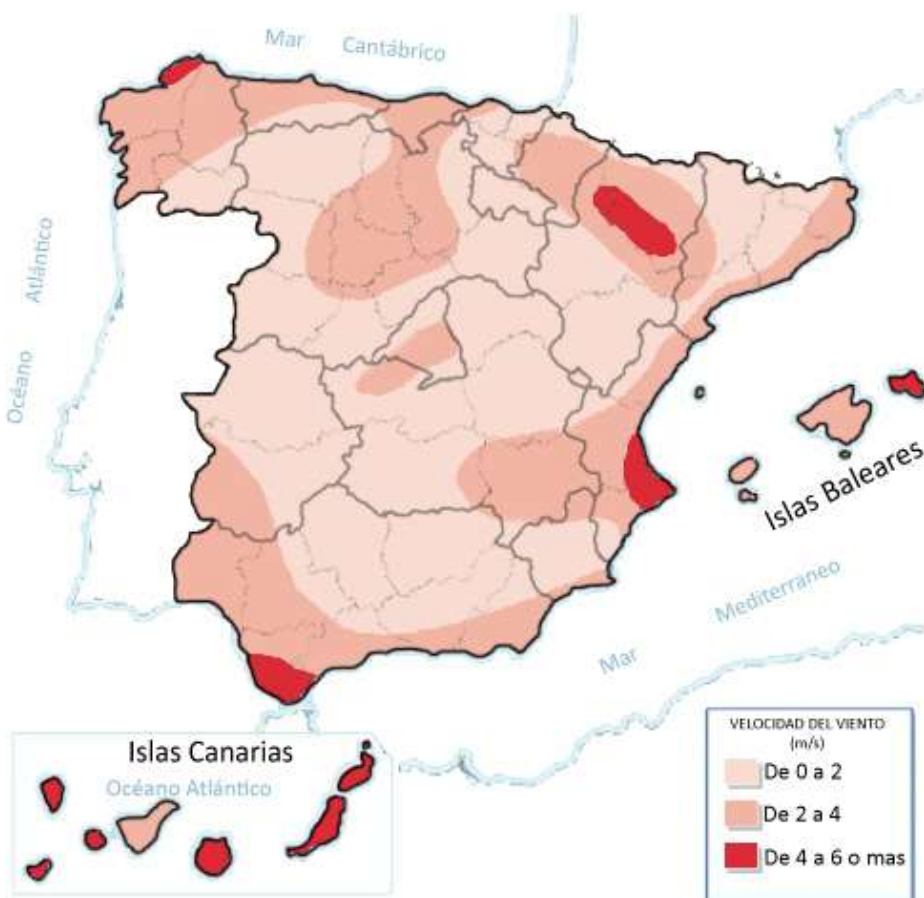 Mar Cantábrico
Océano Atlántico
Islas Baleares
Mar Mediterráneo
Islas Canarias
Océano Atlántico
VELOCIDAD DEL VIENTO
(m/s)
De 0 a 2
De 2 a 4
De 4 a 6 o mas